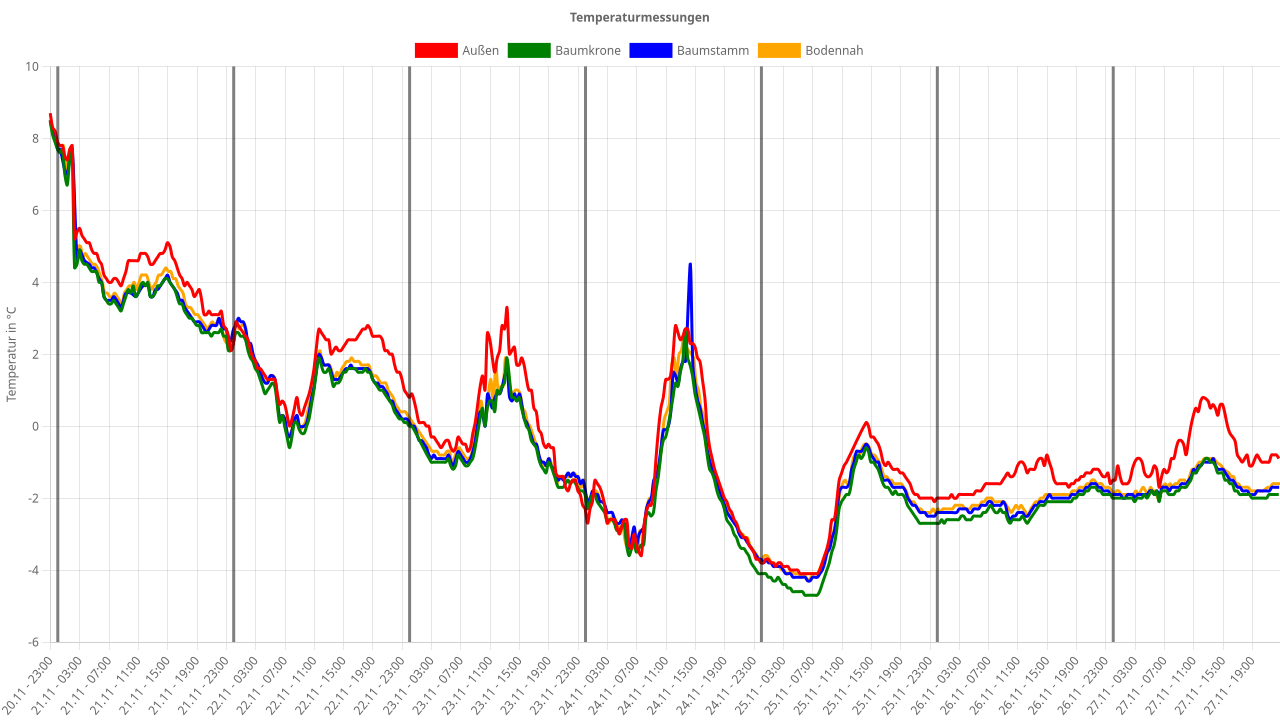 Temperaturmessungen
Außen Baumkrone Baumstamm Bodennah
Temperatur in °C
10
8
6
4
2
0
-2
-4
-6
20.11 - 23:00
21.11 - 03:00
21.11 - 07:00
21.11 - 11:00
21.11 - 15:00
21.11 - 19:00
21.11 - 23:00
22.11 - 03:00
22.11 - 07:00
22.11 - 11:00
22.11 - 15:00
22.11 - 19:00
22.11 - 23:00
23.11 - 03:00
23.11 - 07:00
23.11 - 11:00
23.11 - 15:00
23.11 - 19:00
23.11 - 23:00
24.11 - 03:00
24.11 - 07:00
24.11 - 11:00
24.11 - 15:00
24.11 - 19:00
24.11 - 23:00
25.11 - 03:00
25.11 - 07:00
25.11 - 11:00
25.11 - 15:00
25.11 - 19:00
25.11 - 23:00
26.11 - 03:00
26.11 - 07:00
26.11 - 11:00
26.11 - 15:00
26.11 - 19:00
26.11 - 23:00
27.11 - 03:00
27.11 - 07:00
27.11 - 11:00
27.11 - 15:00
27.11 - 19:00